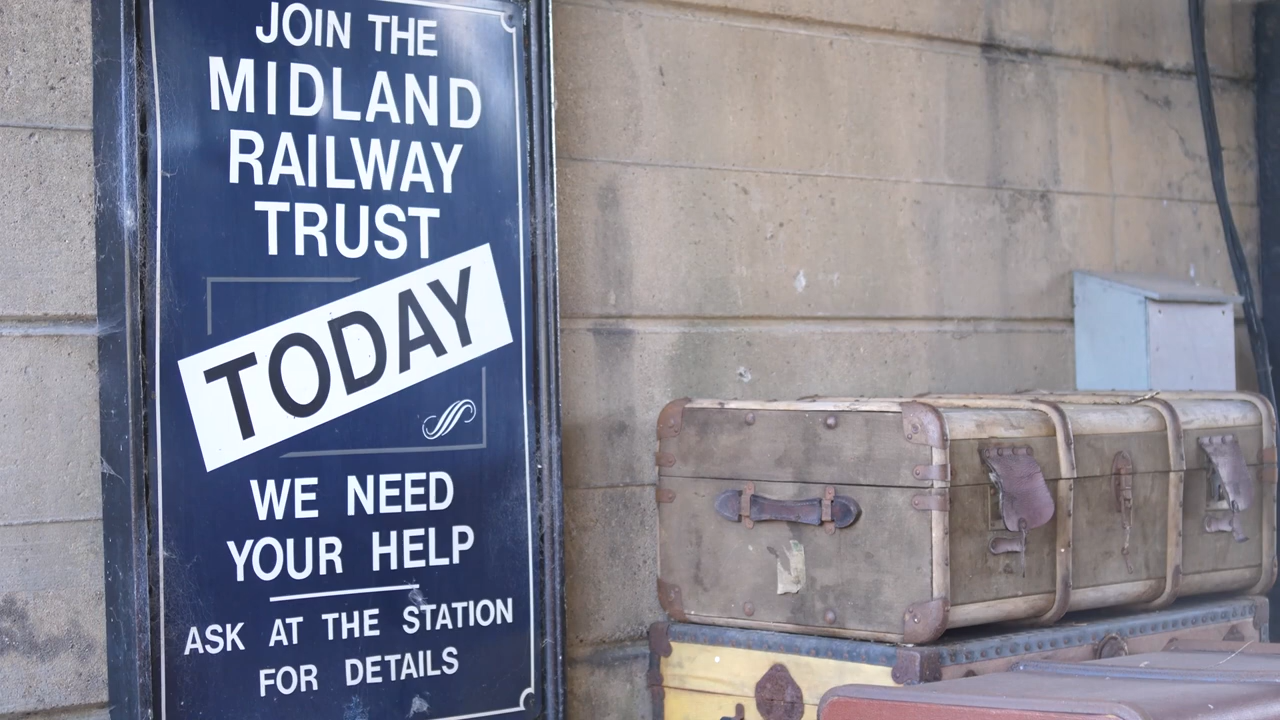 JOIN THE
MIDLAND
RAILWAY
TRUST
TODAY
WE NEED
YOUR HELP
ASK AT THE STATION
FOR DETAILS